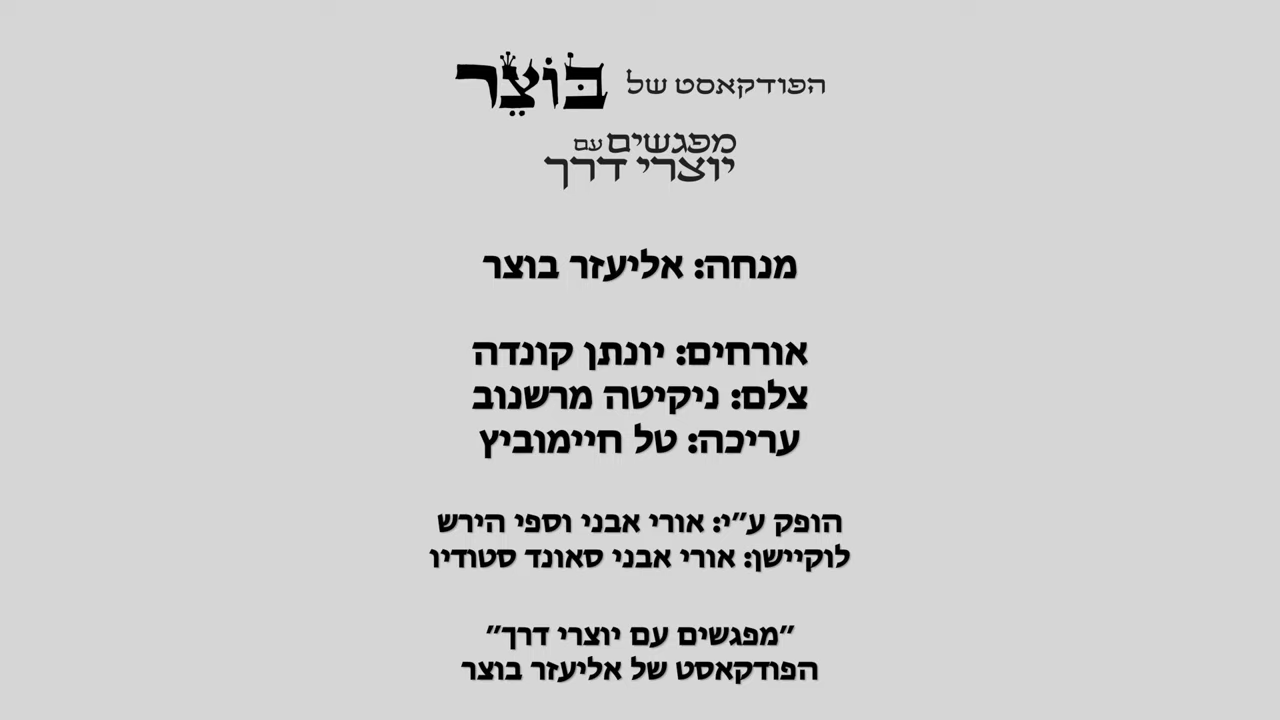 הפודקאסט של בּוֹצֵר
מפגשים עם
יוצרי דרך
מנחה: אליעזר בוצר
אורחים: יונתן קונדה
צלם: ניקיטה מרשנוב
עריכה: טל חיימוביץ
הופק ע"י: אורי אבני וספי הירש
לוקיישן: אורי אבני סאונד סטודיו
"מפגשים עם יוצרי דרך"
הפודקאסט של אליעזר בוצר